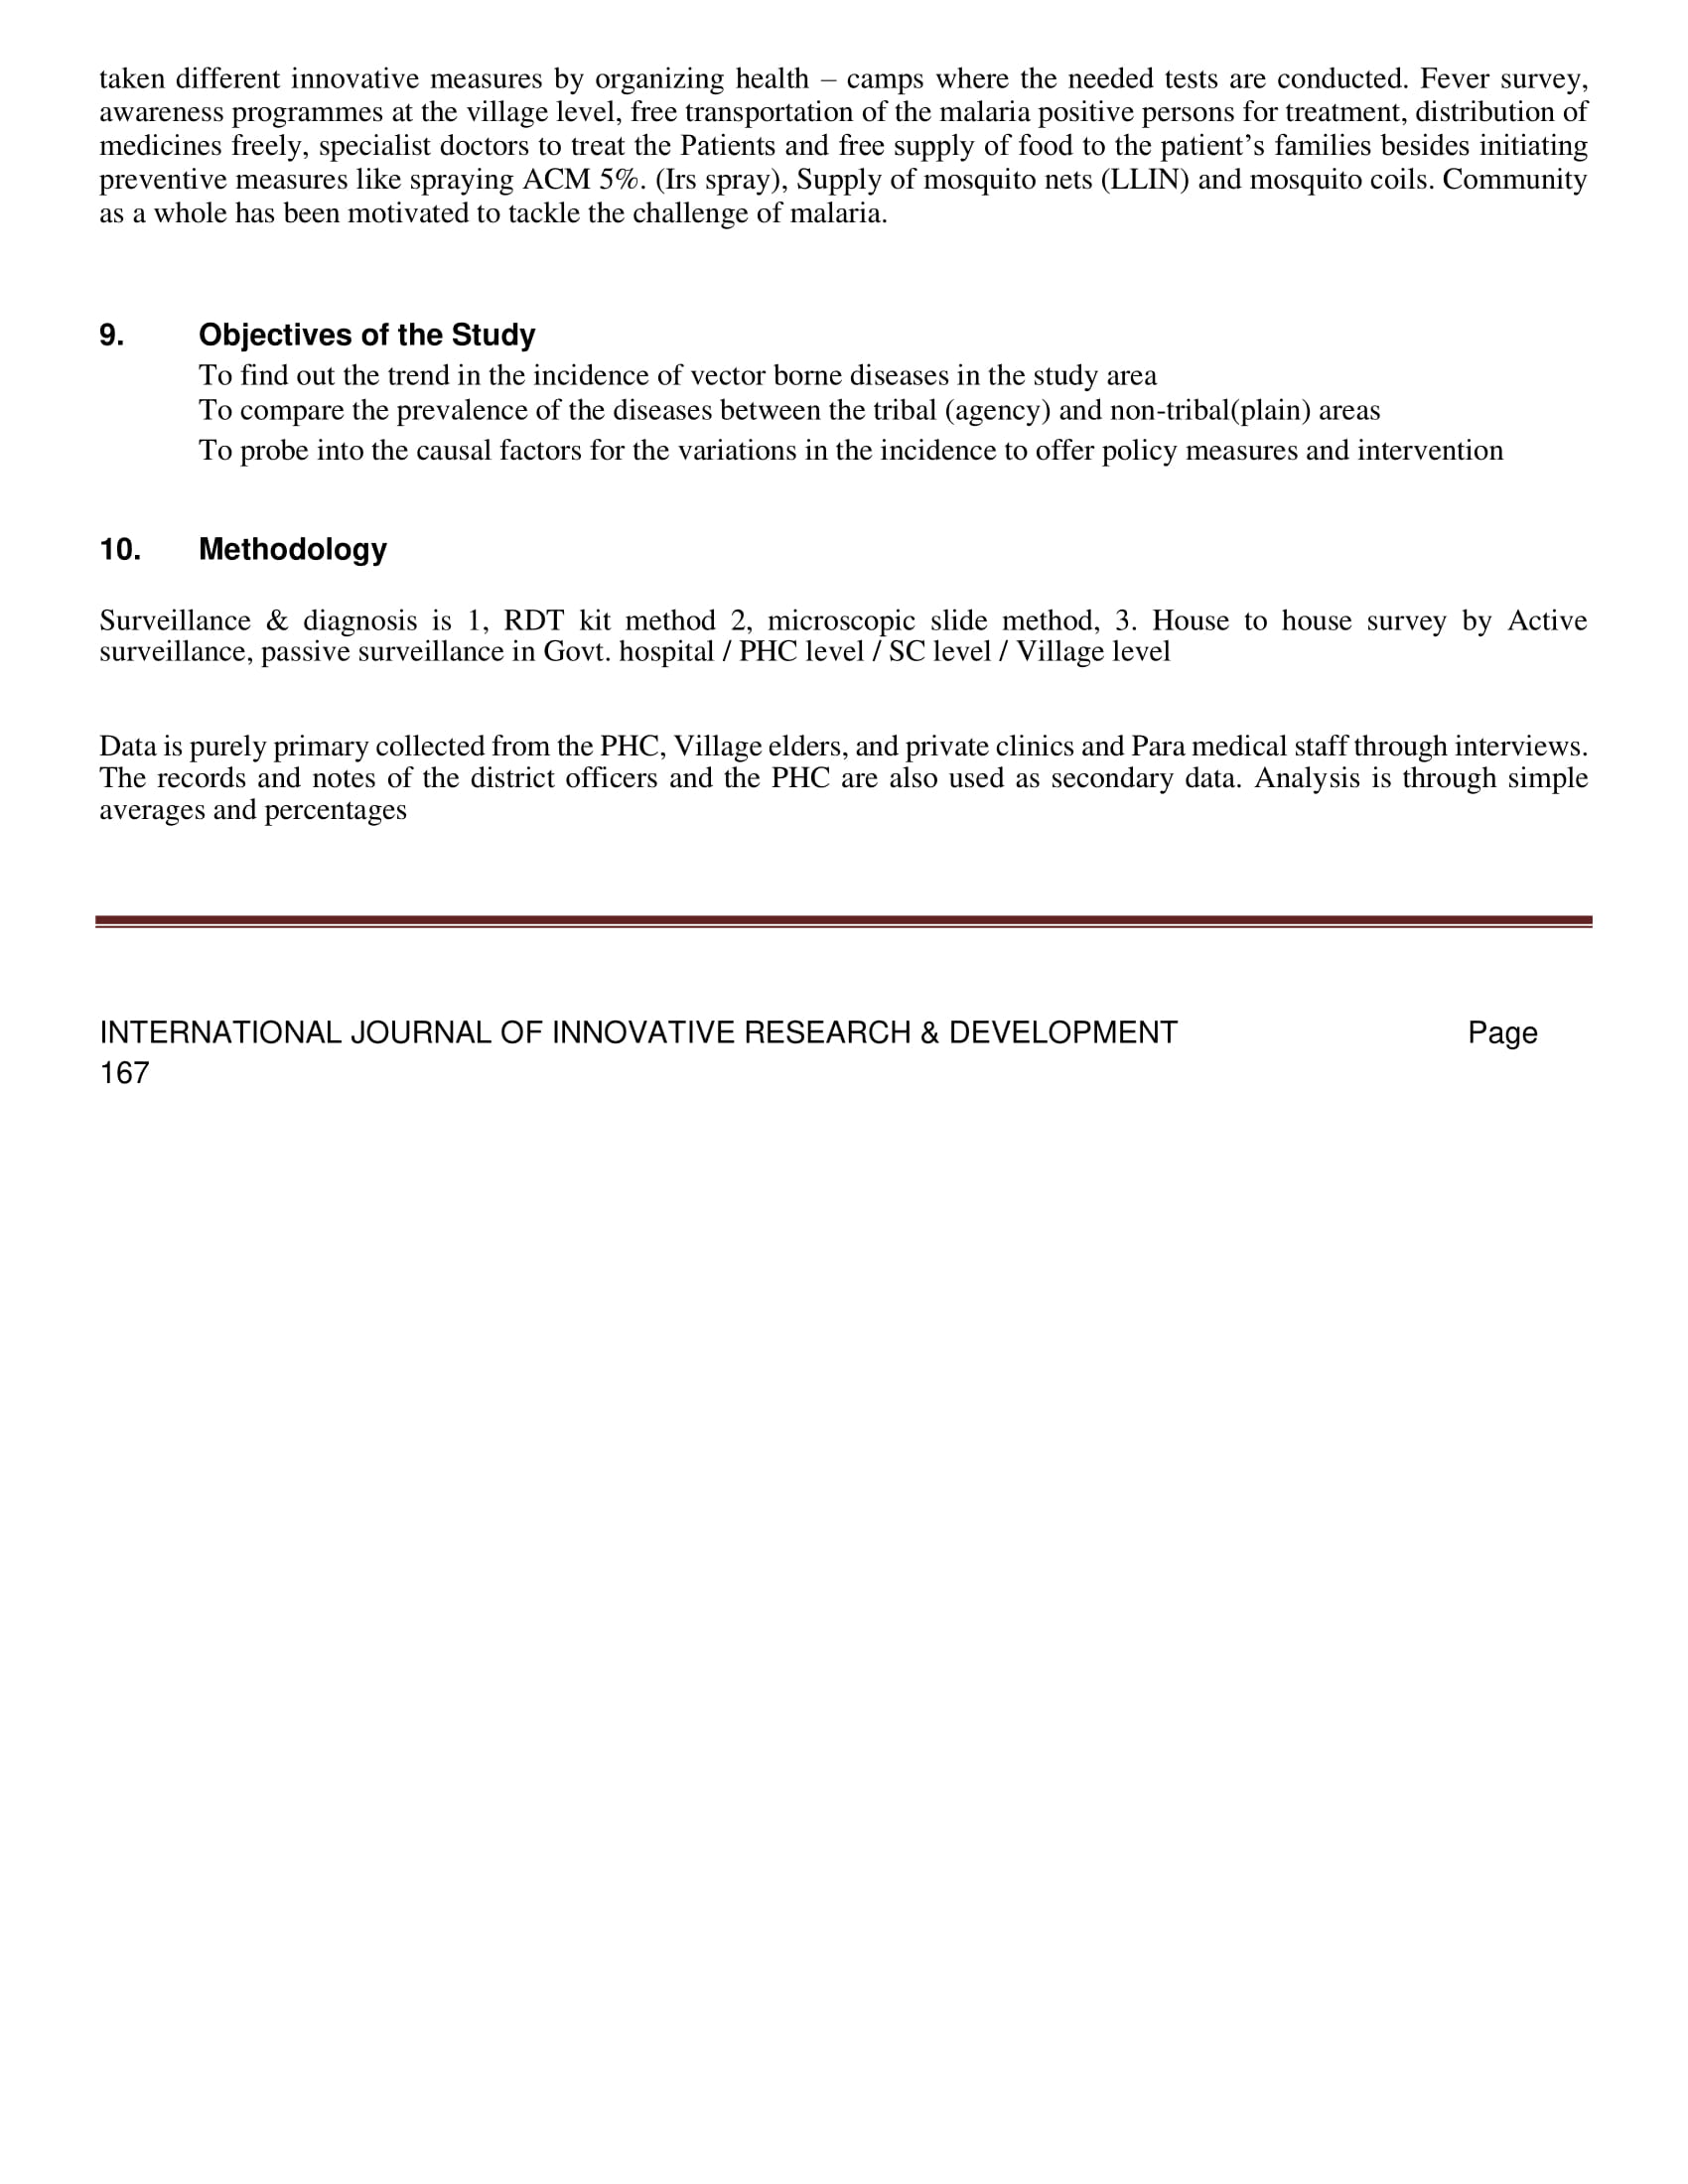 taken different innovative measures by organizing health – camps where the needed tests are conducted. Fever survey,
awareness programmes at the village level, free transportation of the malaria positive persons for treatment, distribution of
medicines freely, specialist doctors to treat the Patients and free supply of food to the patient’s families besides initiating
preventive measures like spraying ACM 5%. (Irs spray), Supply of mosquito nets (LLIN) and mosquito coils. Community
as a whole has been motivated to tackle the challenge of malaria.
9. Objectives of the Study
To find out the trend in the incidence of vector borne diseases in the study area
To compare the prevalence of the diseases between the tribal (agency) and non-tribal(plain) areas
To probe into the causal factors for the variations in the incidence to offer policy measures and intervention
10. Methodology
Surveillance & diagnosis is 1, RDT kit method 2, microscopic slide method, 3. House to house survey by Active
surveillance, passive surveillance in Govt. hospital / PHC level / SC level / Village level
Data is purely primary collected from the PHC, Village elders, and private clinics and Para medical staff through interviews.
The records and notes of the district officers and the PHC are also used as secondary data. Analysis is through simple
averages and percentages
INTERNATIONAL JOURNAL OF INNOVATIVE RESEARCH & DEVELOPMENT Page
167